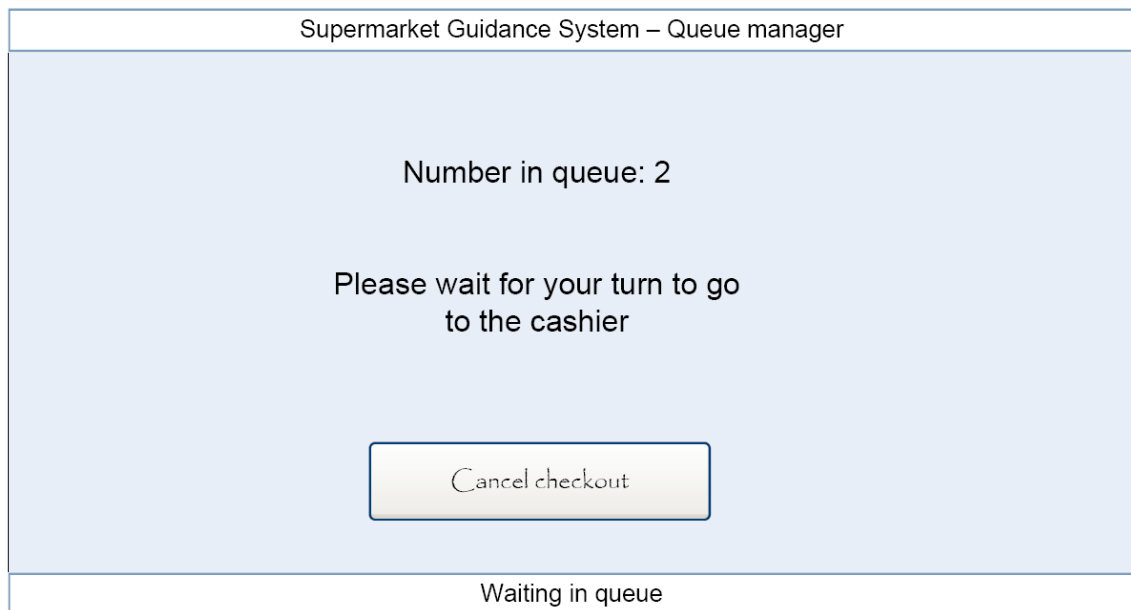 Supermarket Guidance System – Queue manager
Number in queue: 2
Please wait for your turn to go
to the cashier
Cancel checkout
Waiting in queue